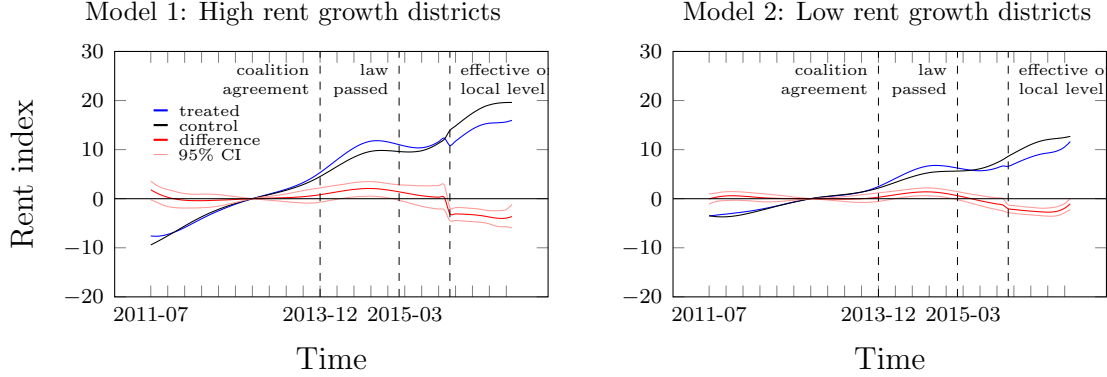 Model 1: High rent growth districts
Model 2: Low rent growth districts
Rent index
30
20
10
0
−10
−20
coalition
agreement
law
passed
effective o
local level
treated
control
difference
95% CI
2011-07
2013-12
2015-03
Time
30
20
10
0
−10
−20
coalition
agreement
law
passed
effective o
local level
2011-07
2013-12
2015-03
Time